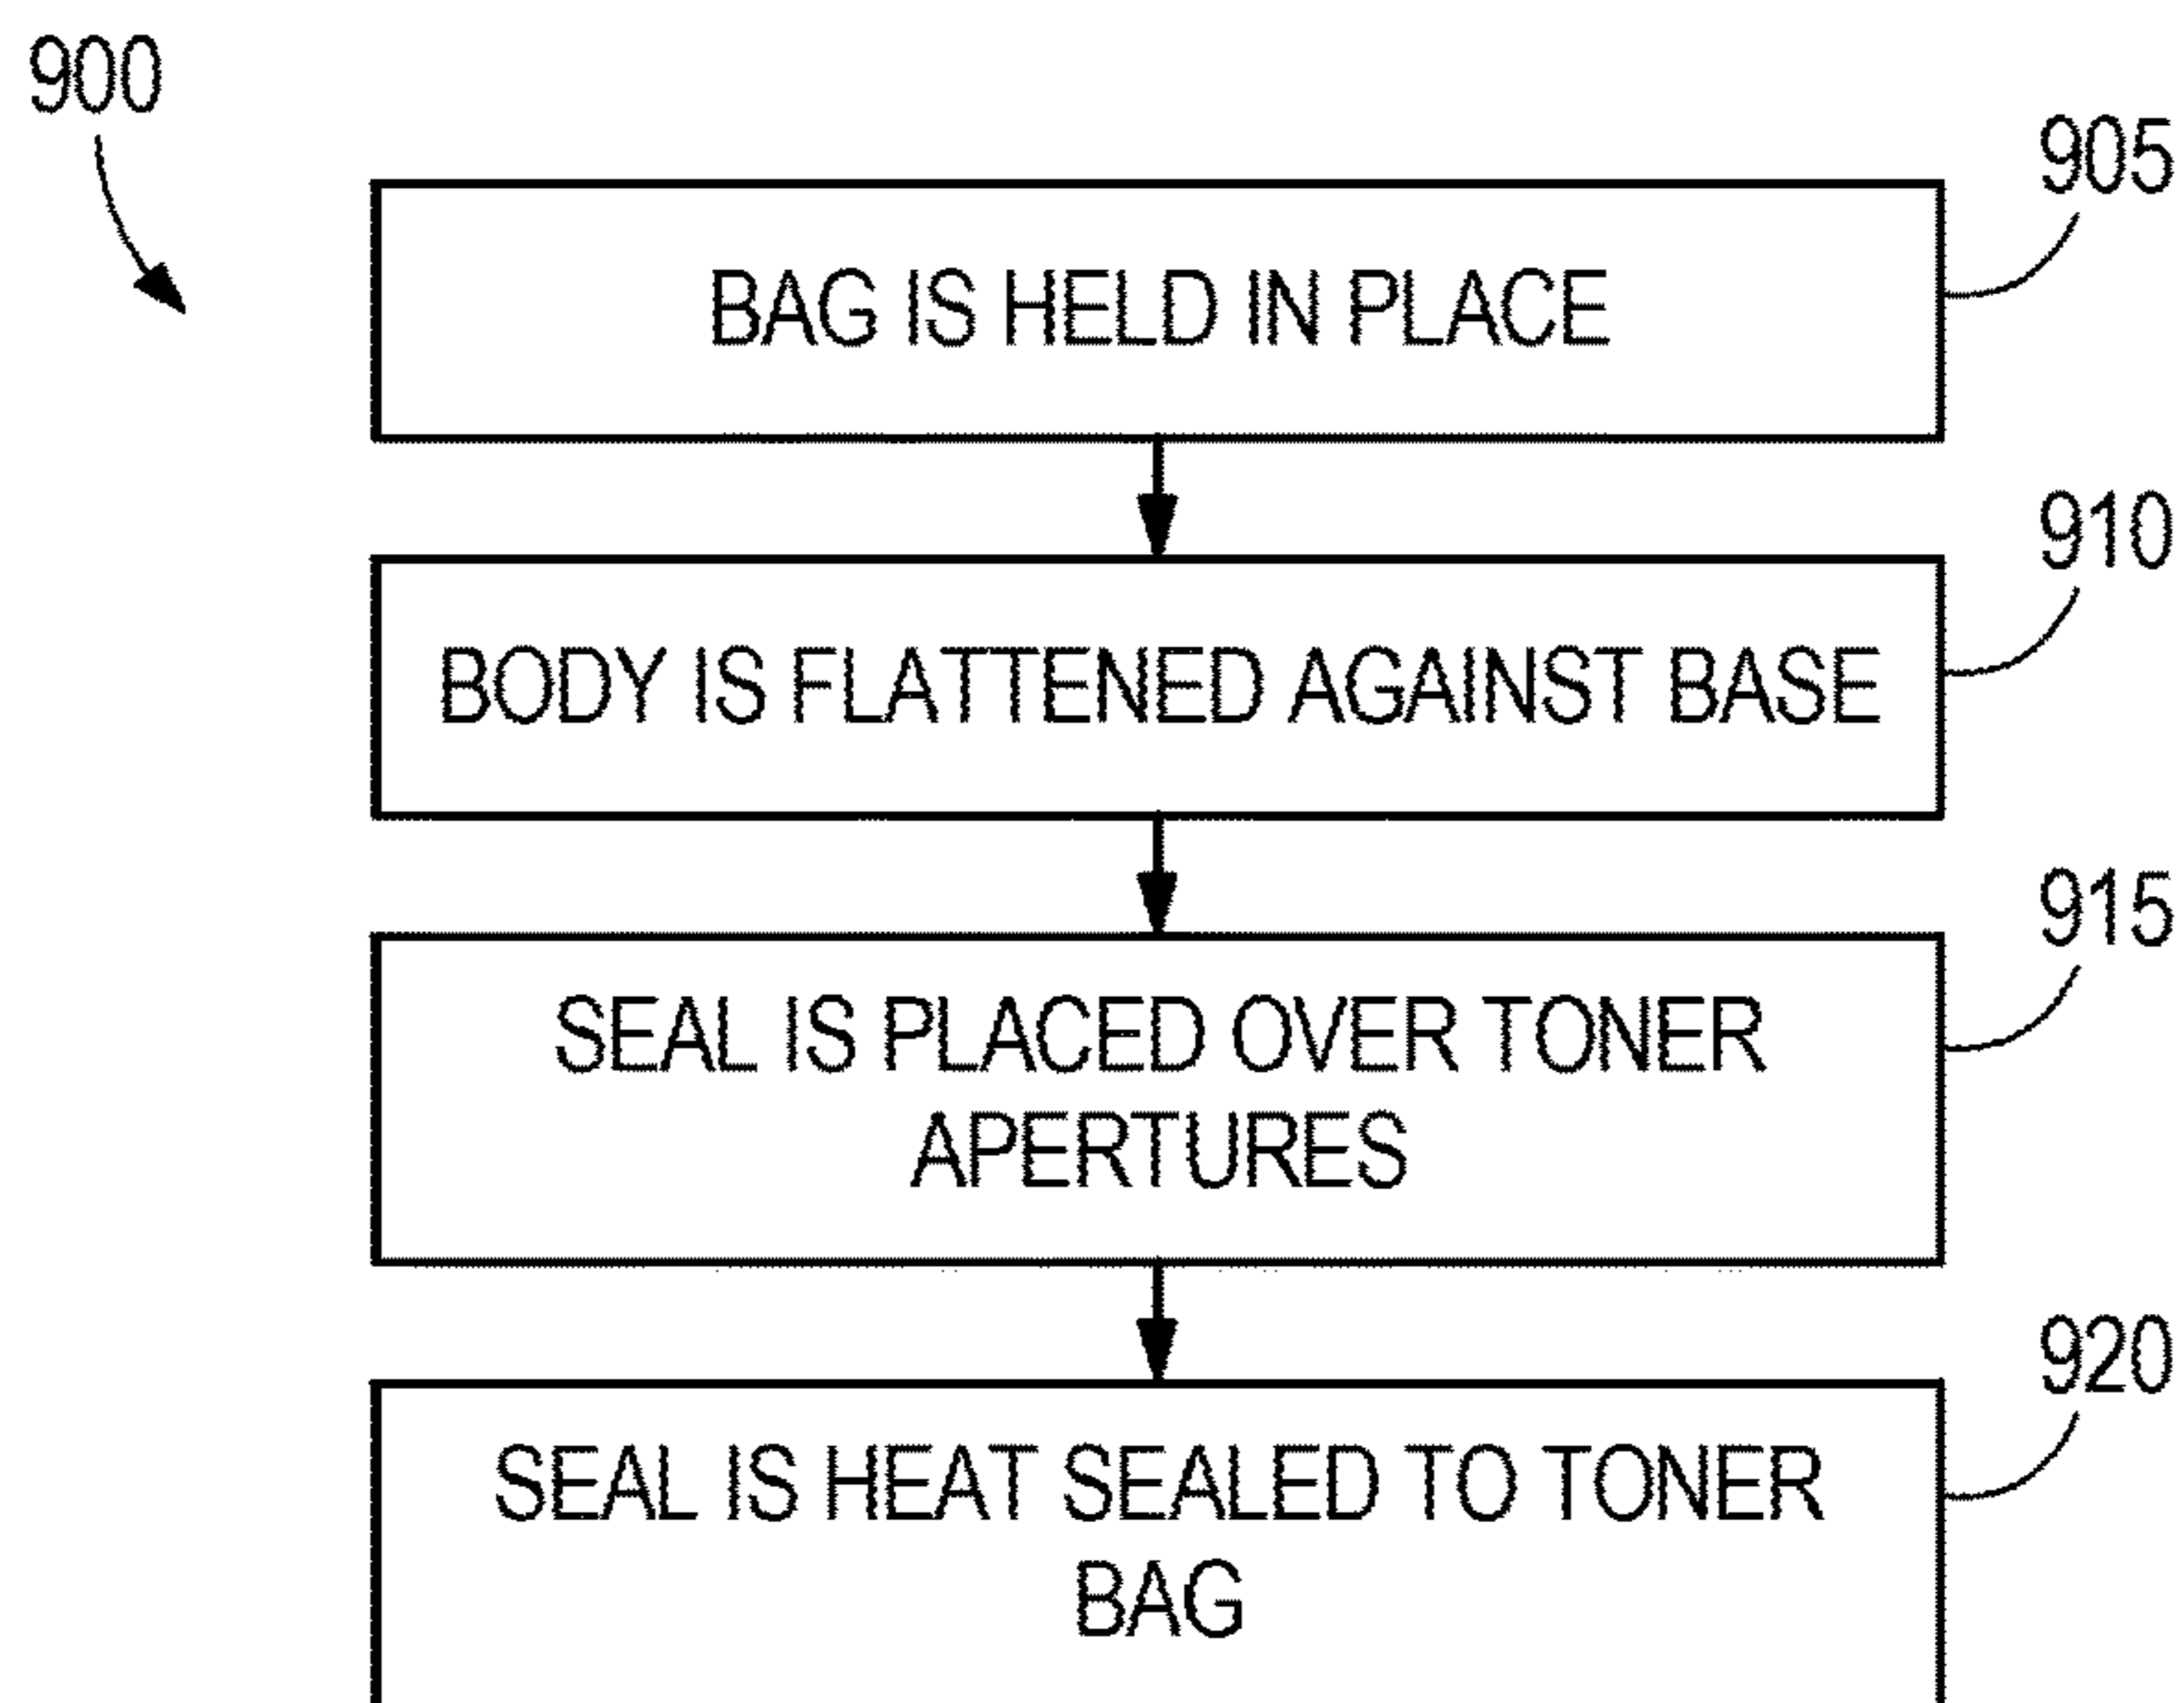 900
905
BAG IS HELD IN PLACE
910
BODY IS FLATTENED AGAINST BASE
915
SEAL IS PLACED OVER TONER
APERTURES
920
SEAL IS HEAT SEALED TO TONER
BAG